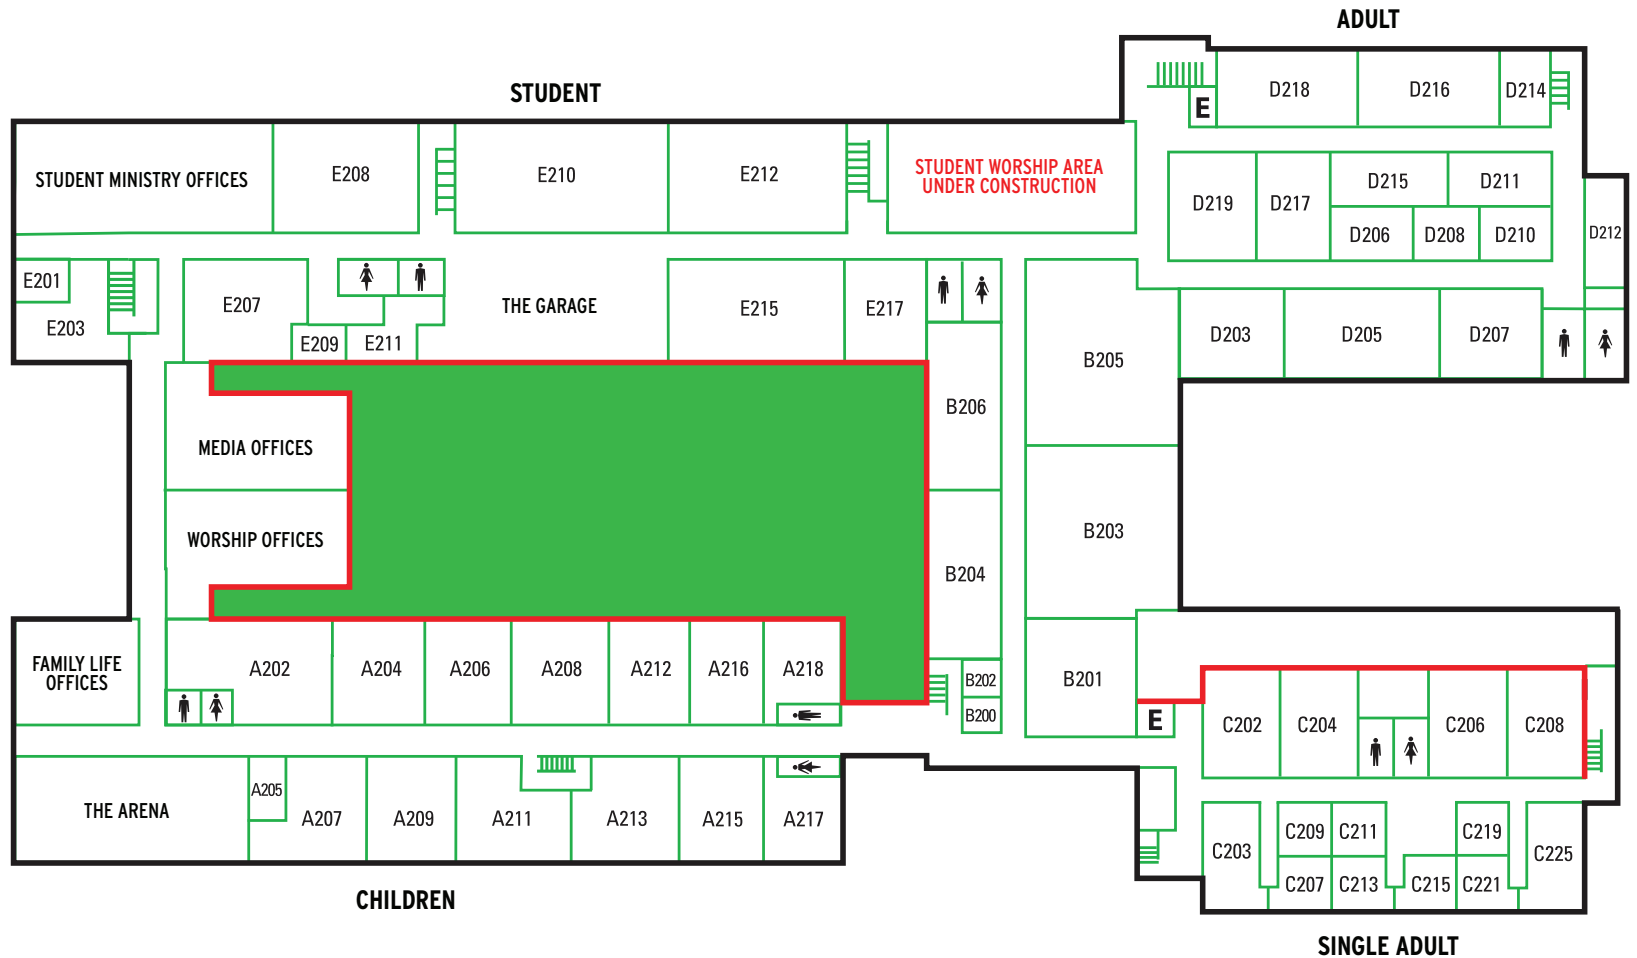 ADULT
STUDENT
D218
D216
D214
E
STUDENT MINISTRY OFFICES
E208
E210
E212
STUDENT WORSHIP AREA
UNDER CONSTRUCTION
D219
D217
D215
D211
D206
D208
D210
D212
E201
E203
E207
E209
E211
THE GARAGE
E215
E217
B205
D203
D205
D207
B206
MEDIA OFFICES
WORSHIP OFFICES
B203
B204
FAMILY LIFE
OFFICES
A202
A204
A206
A208
A212
A216
A218
B202
B200
B201
E
C202
C204
C206
C208
THE ARENA
A205
A207
A209
A211
A213
A215
A217
C203
C209
C211
C219
C225
C207
C213
C215
C221
CHILDREN
SINGLE ADULT